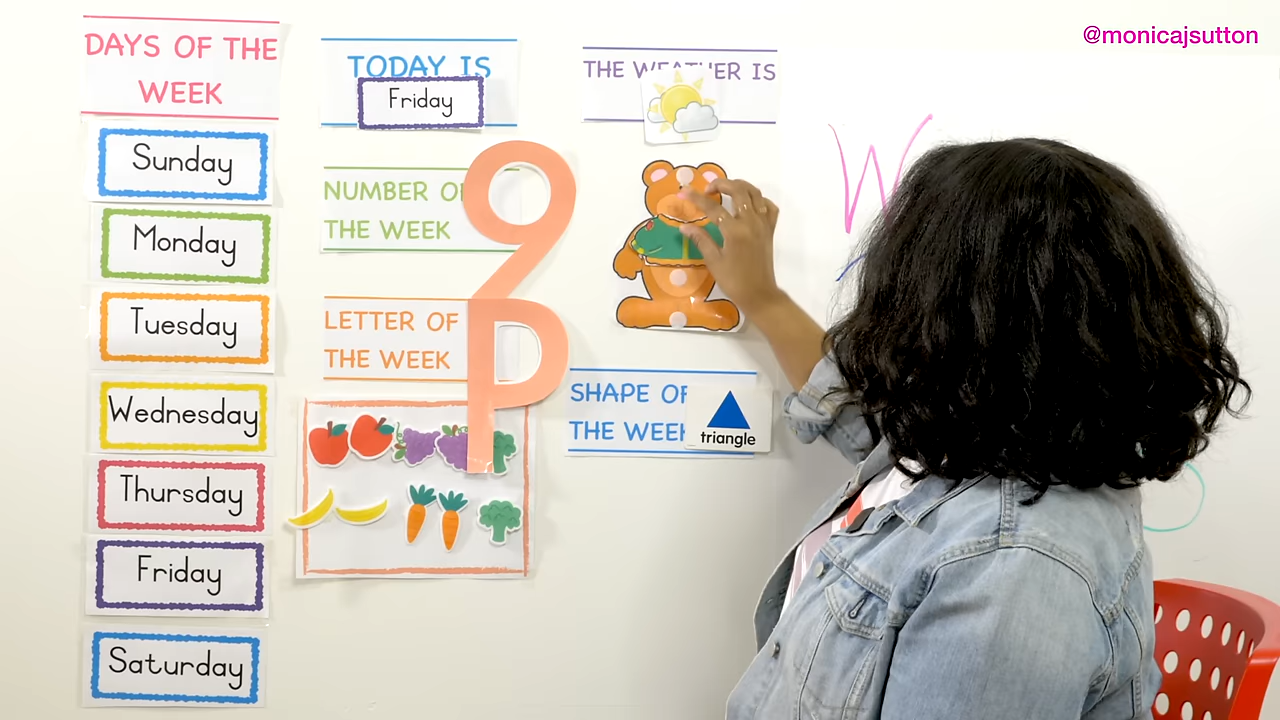 @monicajsutton
DAYS OF THE
WEEK
Sunday
Monday
Tuesday
Wednesday
Thursday
Friday
Saturday
TODAY IS
Friday
NUMBER OF
THE WEEK
9
LETTER OF
THE WEEK
P
THE WEATHER IS
SHAPE OF
THE WEEK
triangle
W